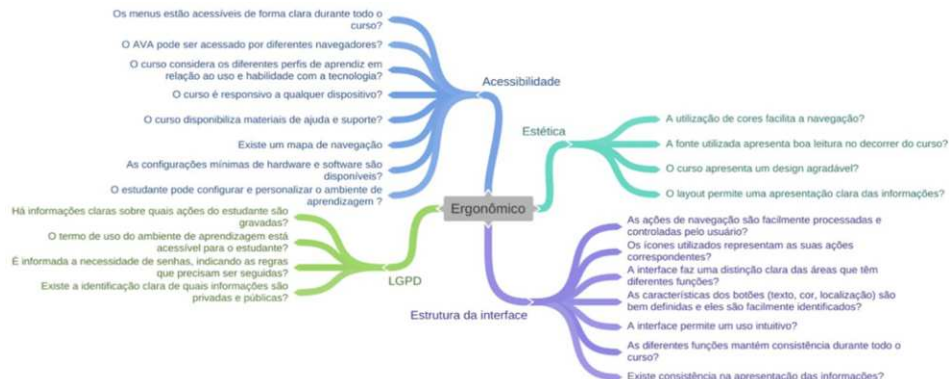 Os menus estão acessíveis de forma clara durante todo o
curso?
O AVA pode ser acessado por diferentes navegadores?
O curso considera os diferentes perfis de aprendiz em
relação ao uso e habilidade com a tecnologia?
O curso é responsivo a qualquer dispositivo?
O curso disponibiliza materiais de ajuda e suporte?
Existe um mapa de navegação
As configurações mínimas de hardware e software são
disponíveis?
O estudante pode configurar e personalizar o ambiente de
aprendizagem ?
Acessibilidade
Há informações claras sobre quais ações do estudante são
gravadas?
O termo de uso do ambiente de aprendizagem está
acessível para o estudante?
É informada a necessidade de senhas, indicando as regras
que precisam ser seguidas?
Existe a identificação clara de quais informações são
privadas e públicas?
LGPD
Ergonômico
Estética
A utilização de cores facilita a navegação?
A fonte utilizada apresenta boa leitura no decorrer do curso?
O curso apresenta um design agradável?
O layout permite uma apresentação clara das informações?
Estrutura da interface
As ações de navegação são facilmente processadas e
controladas pelo usuário?
Os ícones utilizados representam as suas ações
correspondentes?
A interface faz uma distinção clara das áreas que têm
diferentes funções?
As características dos botões (texto, cor, localização) são
bem definidas e eles são facilmente identificados?
A interface permite um uso intuitivo?
As diferentes funções mantém consistência durante todo o
curso?
Existe consistência na apresentação das informações?